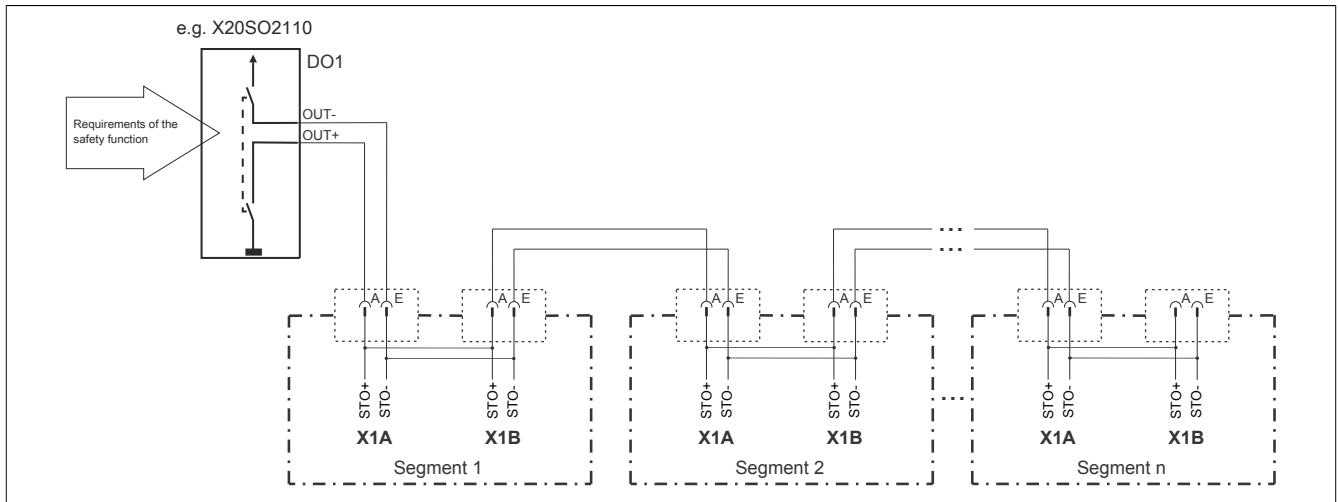 e.g. X20SO2110
DO1
Requirements of the
safety function
OUT-
OUT+
A E
A E
A E
A E
A E
A E
STO+
STO-
STO+
STO-
STO+
STO-
STO+
STO-
STO+
STO-
STO+
STO-
X1A
X1B
X1A
X1B
X1A
X1B
Segment 1
Segment 2
Segment n